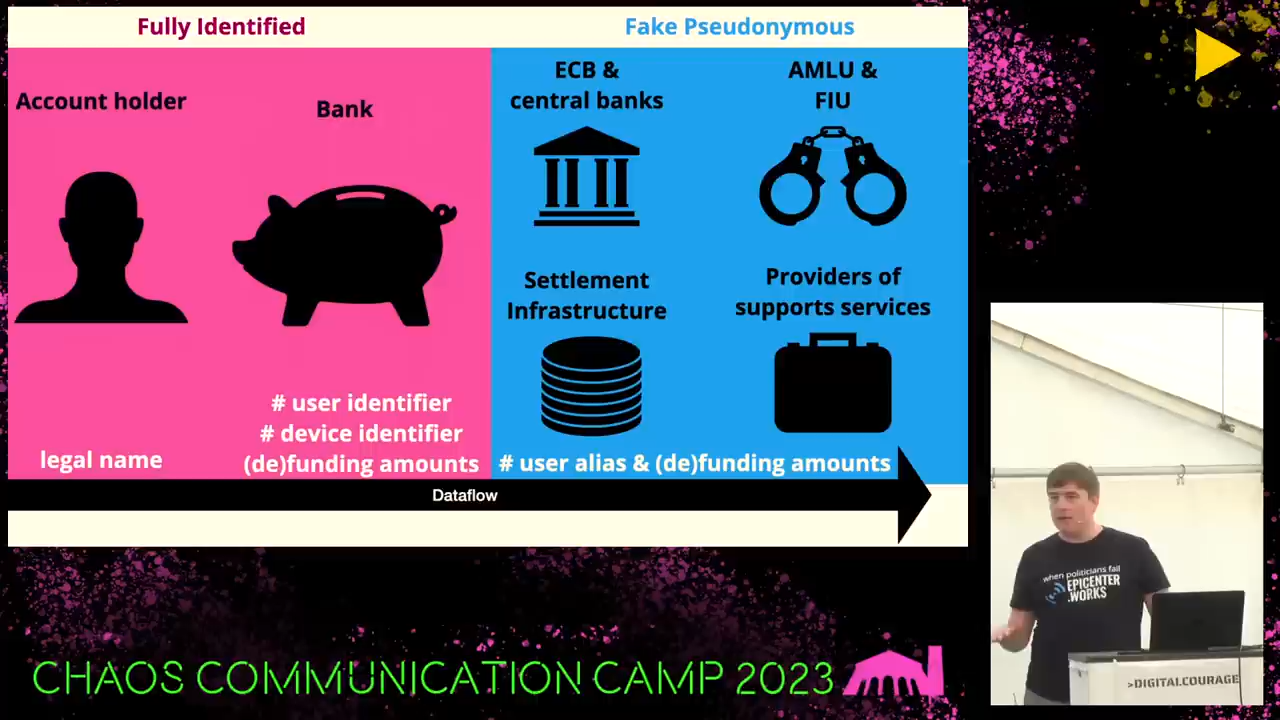 Fully Identified
Fake Pseudonymous
Account holder
Bank
ECB &
central banks
AMLU &
FIU
Settlement
Infrastructure
Providers of
supports services
legal name
# user identifier
# device identifier
(de)funding amounts
# user alias & (de)funding amounts
Dataflow
when politicians fail
EPICENTER
.WORKS
>DIGITALCOURAGE
CHAOS COMMUNICATION CAMP 2023